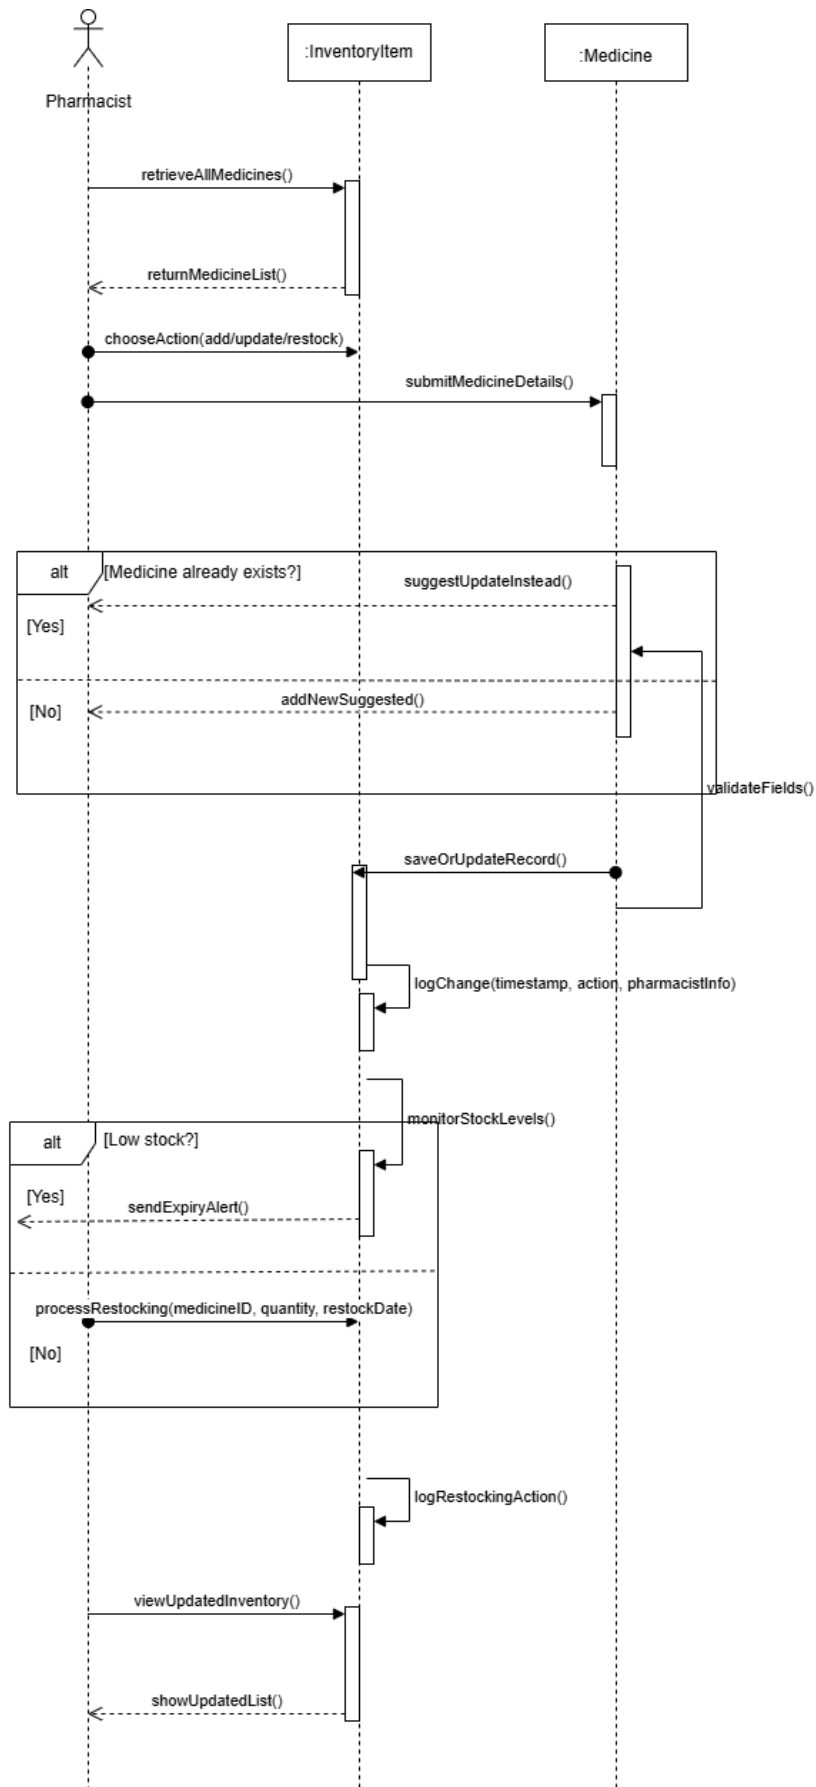 :InventoryItem
:Medicine
Pharmacist
retrieveAllMedicines()
returnMedicineList()
chooseAction(add/update/restock)
submitMedicineDetails()
alt
[Medicine already exists?]
suggestUpdateInstead()
[Yes]
addNewSuggested()
[No]
validateFields()
saveOrUpdateRecord()
logChange(timestamp, action, pharmacistInfo)
monitorStockLevels()
alt
[Low stock?]
[Yes]
sendExpiryAlert()
processRestocking(medicineID, quantity, restockDate)
[No]
logRestockingAction()
viewUpdatedInventory()
showUpdatedList()